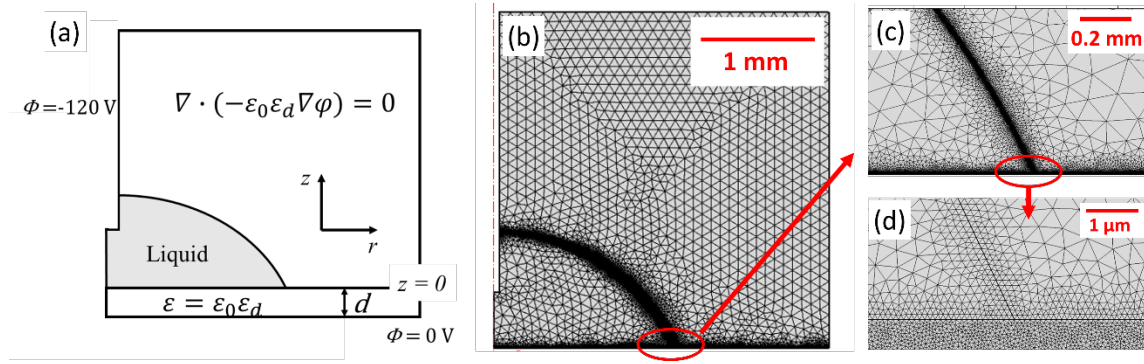 (a)
Φ=-120 V
∇ · (−ε₀ε_d∇φ) = 0
z
r
Liquid
z = 0
ε = ε₀ε_d
d
Φ=0 V
(b)
1 mm
(c)
0.2 mm
(d)
1 μm